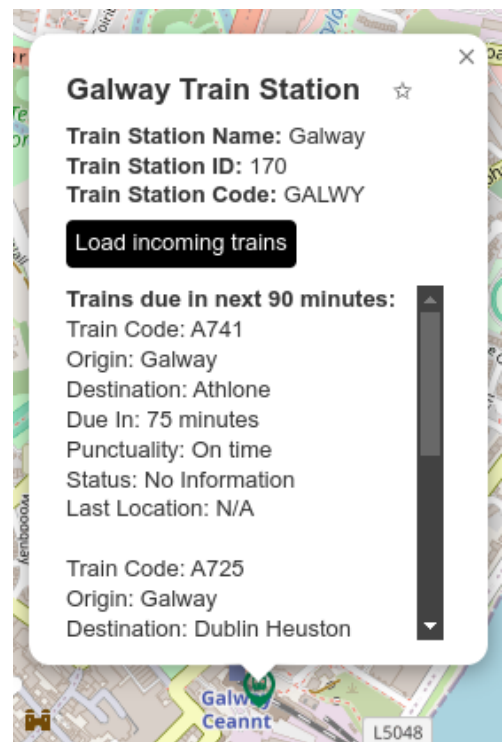 Galway Train Station ☆
Train Station Name: Galway
Train Station ID: 170
Train Station Code: GALWY
Load incoming trains
Trains due in next 90 minutes:
Train Code: A741
Origin: Galway
Destination: Athlone
Due In: 75 minutes
Punctuality: On time
Status: No Information
Last Location: N/A
Train Code: A725
Origin: Galway
Destination: Dublin Heuston
Woodquay
Ceannt
L5048